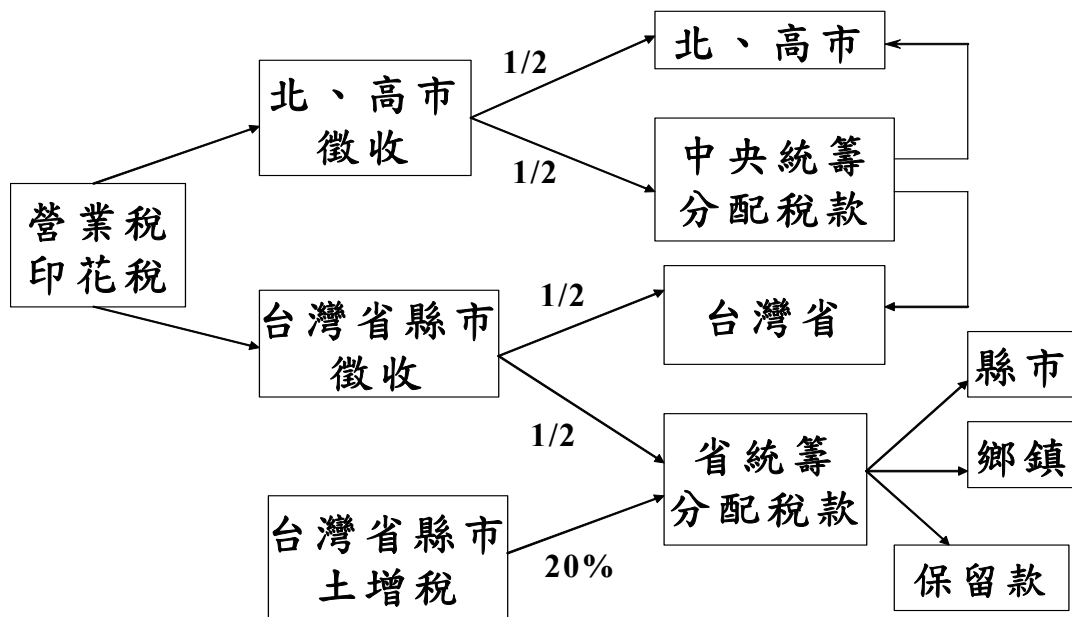 營業稅
印花稅
北、高市
徵收
台灣省縣市
徵收
台灣省縣市
土增稅
1/2
1/2
1/2
1/2
20%
北、高市
中央統籌
分配稅款
台灣省
省統籌
分配稅款
縣市
鄉鎮
保留款